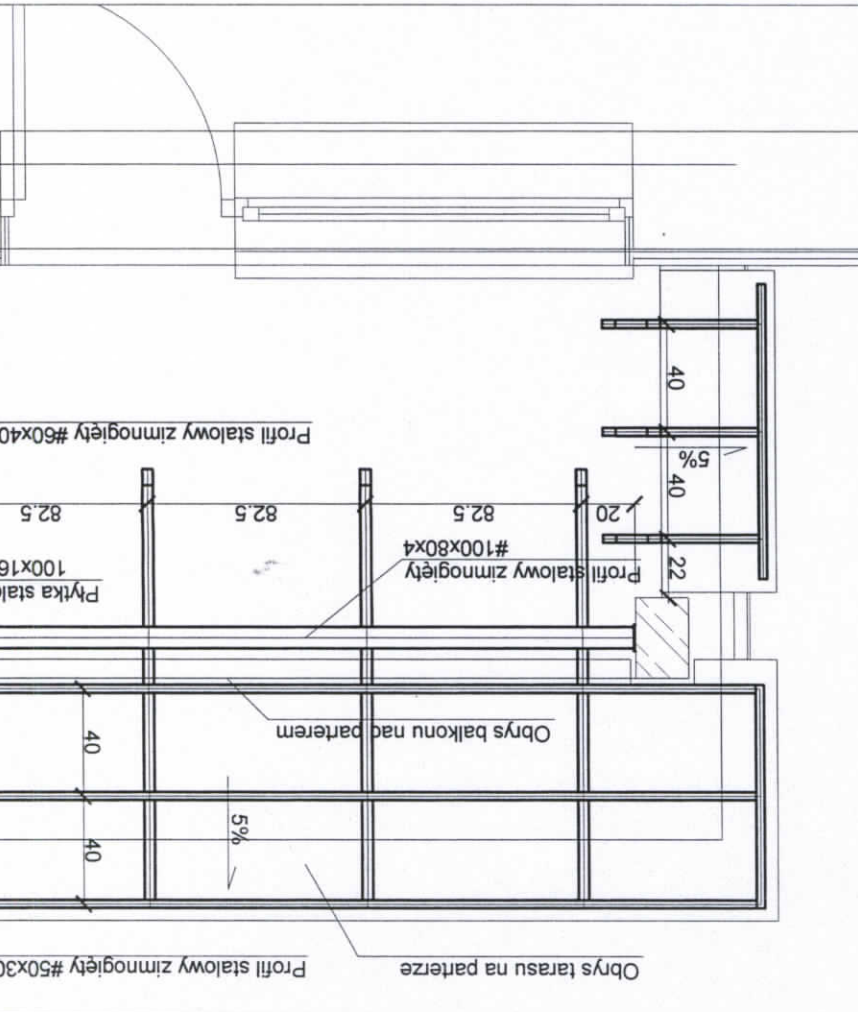 Obrys tarasu na parterze
Profil stalowy zimnogięty #50x30
40
5%
Obrys balkonu nad parterem
40
22
Profil stalowy zimnogięty
#100x80x4
Płytka stal
100x16
20
82.5
82.5
82.5
40
5%
Profil stalowy zimnogięty #60x40
40